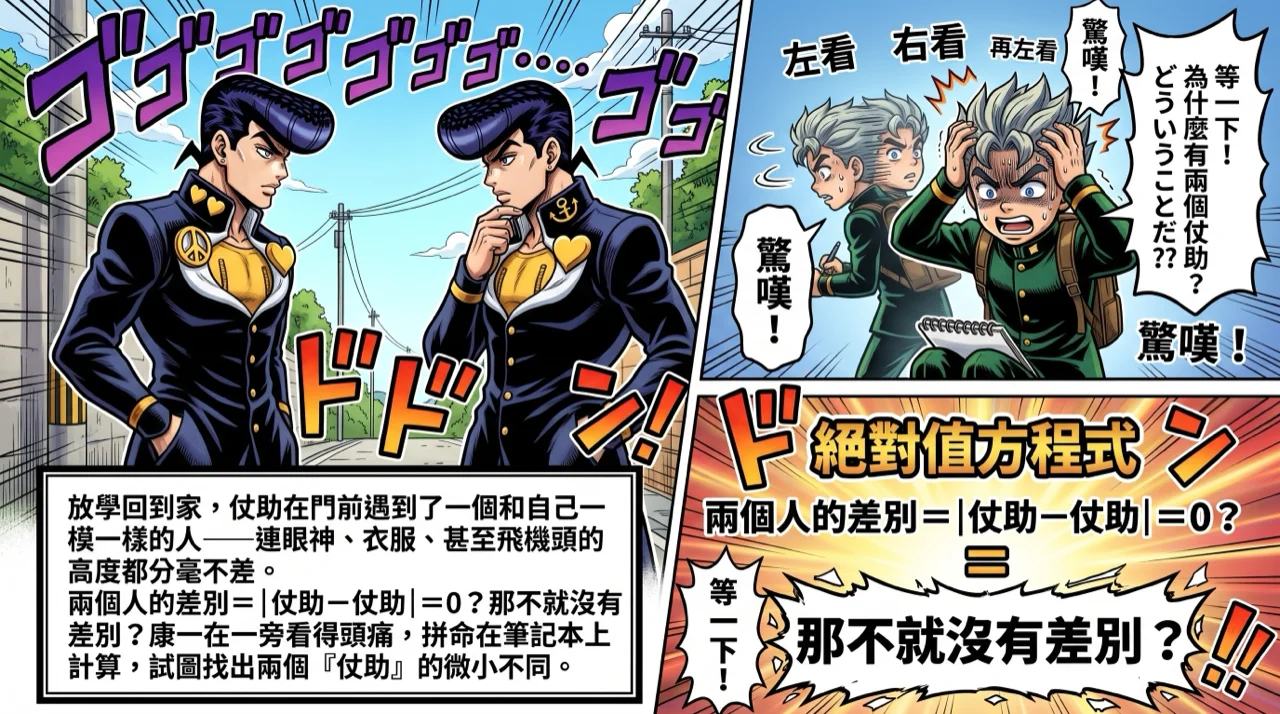 ゴゴゴゴゴゴゴ‥‥
ゴゴ
ドドン!
放學回到家，仗助在門前遇到了一個和自己一
模一樣的人——連眼神、衣服、甚至飛機頭的
高度都分毫不差。
兩個人的差別＝|仗助－仗助|＝0？那不就沒有
差別？康一在一旁看得頭痛，拼命在筆記本上
計算，試圖找出兩個『仗助』的微小不同。
左看
右看
再左看
驚嘆！
等一下！
為什麼有兩個仗助？
どういうことだ??
驚嘆！
驚嘆！
ドン
絕對值方程式
兩個人的差別＝|仗助－仗助|＝0？
=
等一下！
那不就沒有差別？
!!